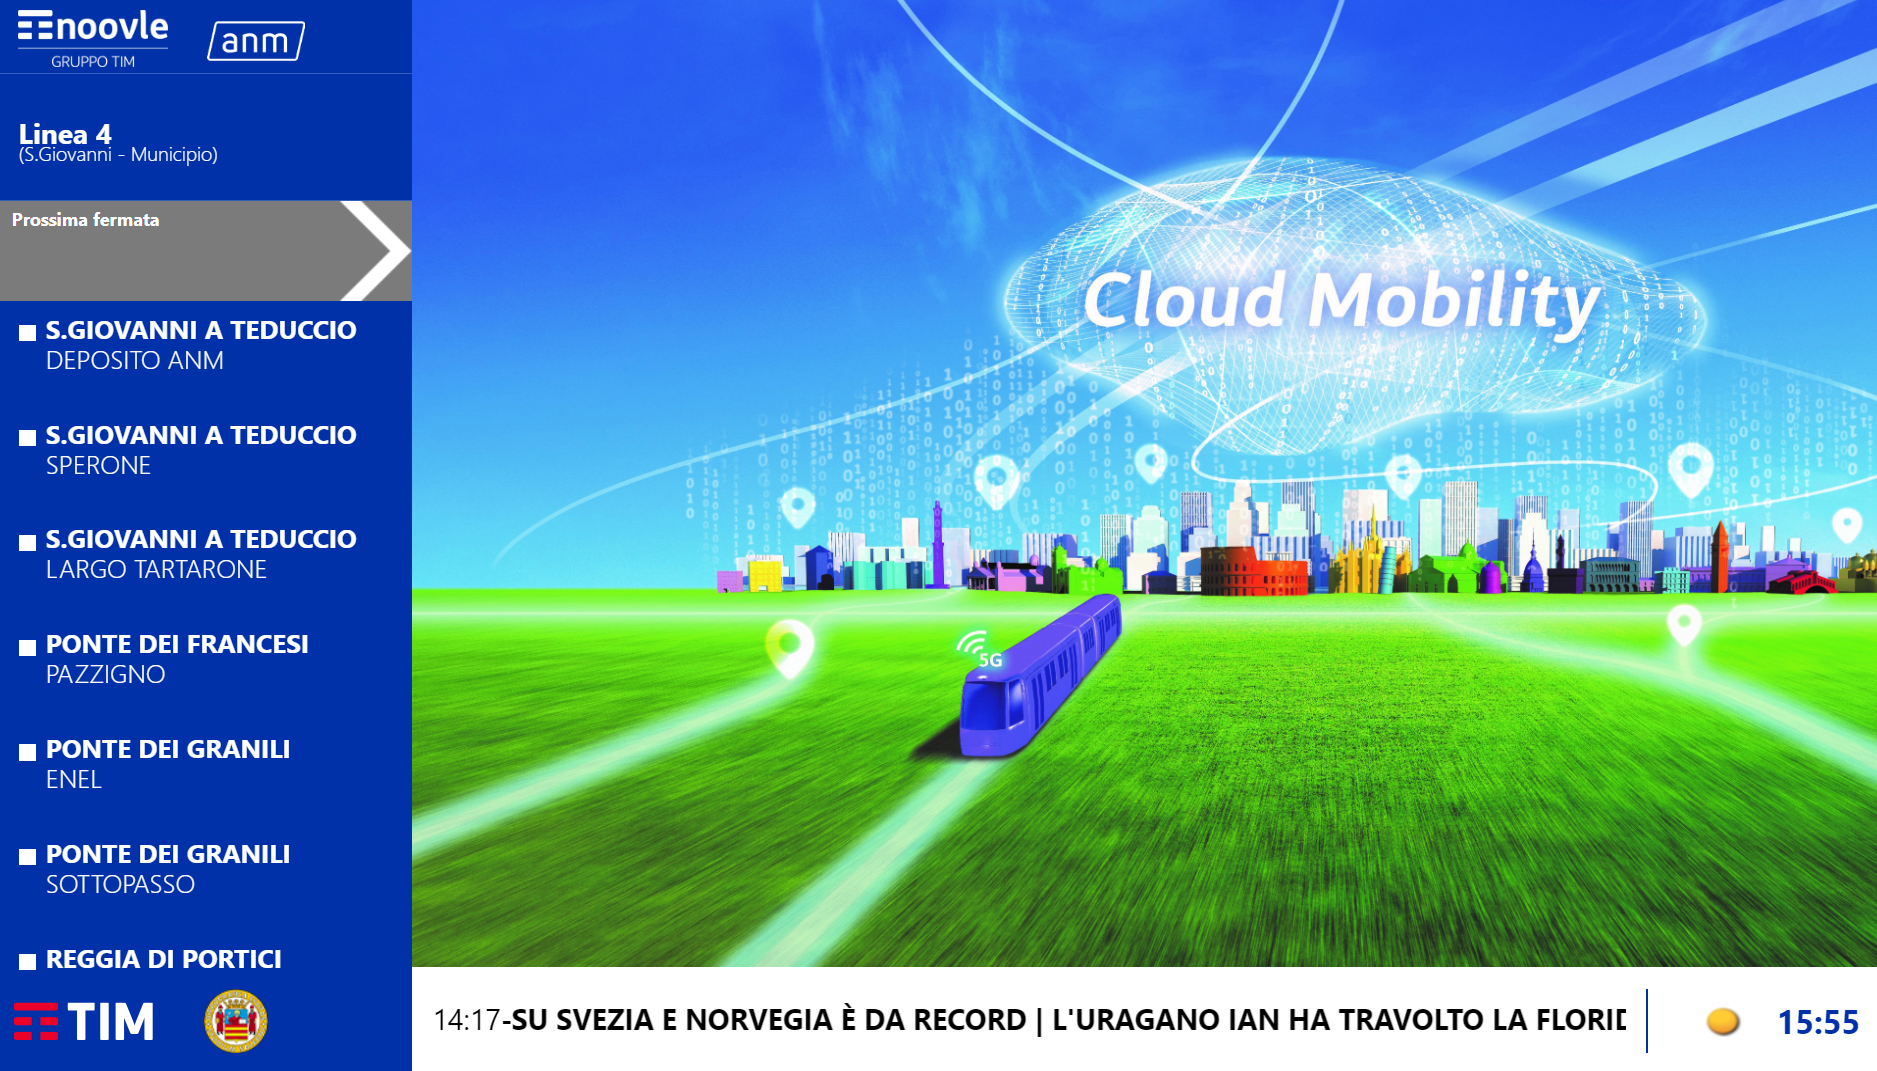 noovle
GRUPPO TIM
anm
Linea 4
(S.Giovanni - Municipio)
Prossima fermata
S.GIOVANNI A TEDUCCIO
DEPOSITO ANM
S.GIOVANNI A TEDUCCIO
SPERONE
S.GIOVANNI A TEDUCCIO
LARGO TARTARONE
PONTE DEI FRANCESI
PAZZIGNO
PONTE DEI GRANILI
ENEL
PONTE DEI GRANILI
SOTTOPASSO
REGGIA DI PORTICI
TIM
Cloud Mobility
5G
14:17-SU SVEZIA E NORVEGIA È DA RECORD | L'URAGANO IAN HA TRAVOLTO LA FLORID
15:55